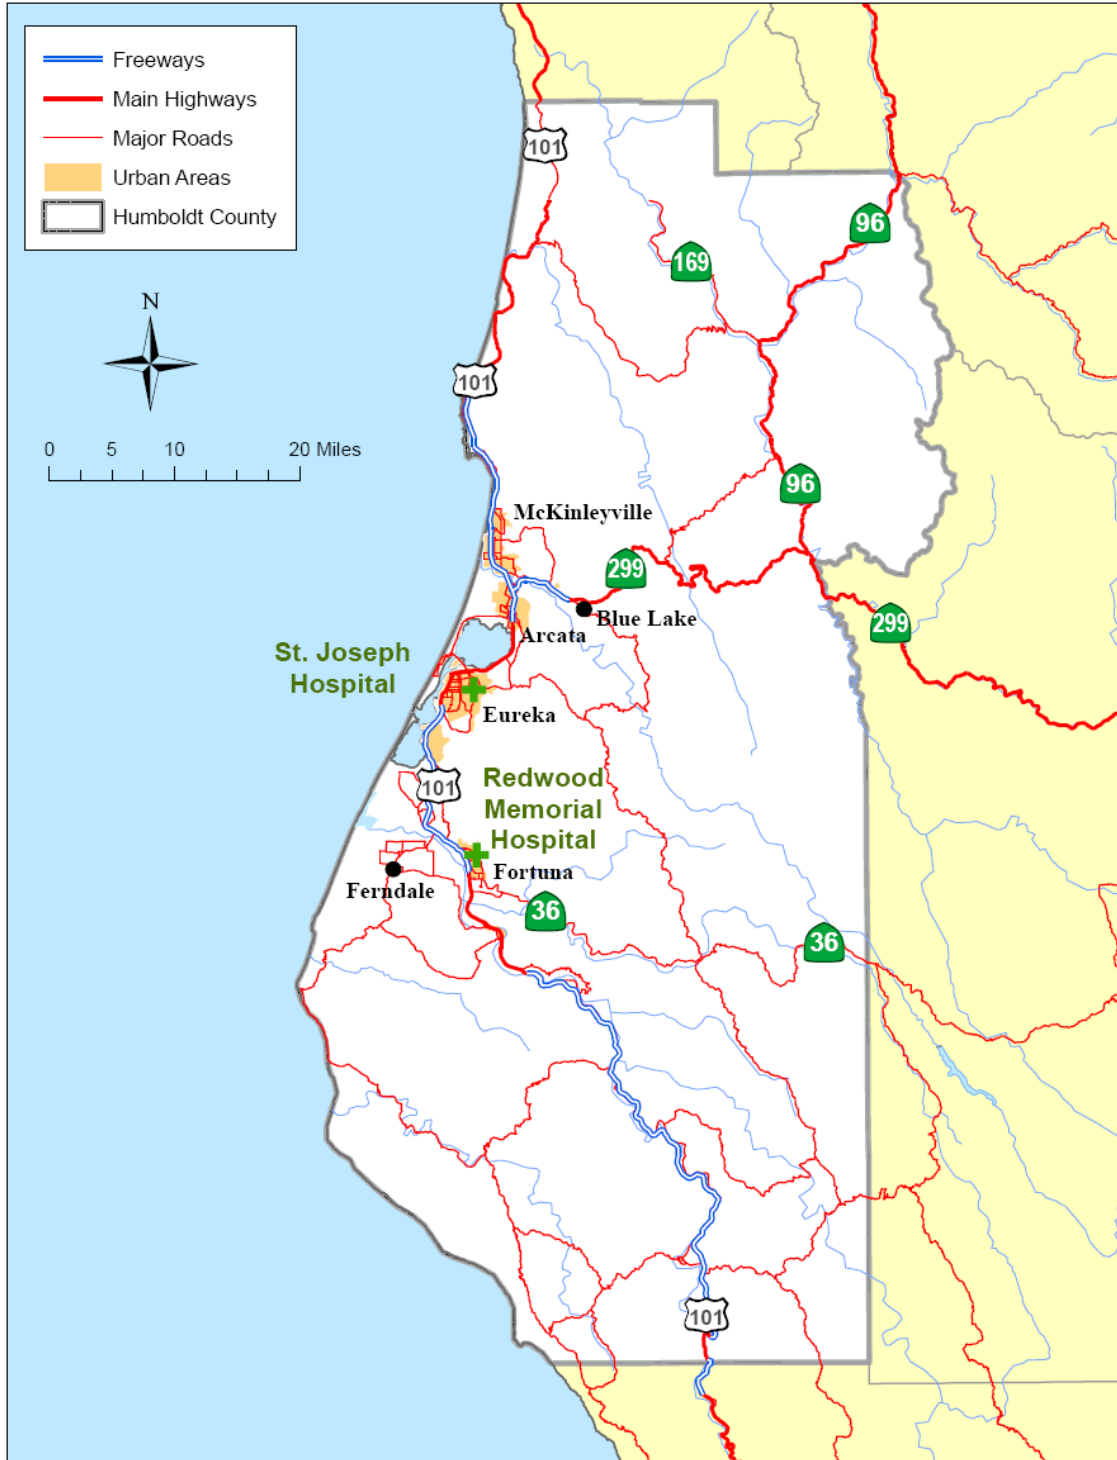 Freeways
Main Highways
Major Roads
Urban Areas
Humboldt County
101
96
169
N
101
0 5 10 20 Miles
96
McKinleyville
299
Blue Lake
299
Arcata
St. Joseph
Hospital
Eureka
Redwood
Memorial
Hospital
101
Fortuna
Ferndale
36
36
101